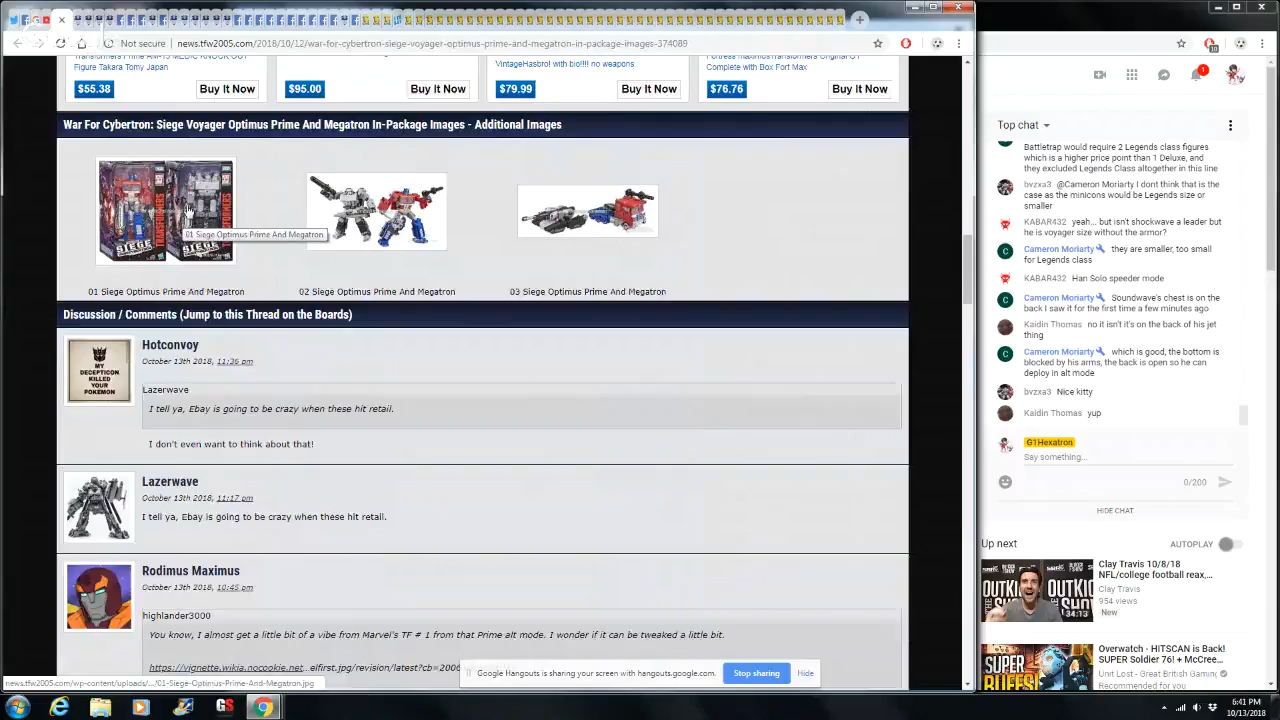 Not secure
news.tfw2005.com/2018/10/12/war-for-cybertron-siege-voyager-optimus-prime-and-megatron-in-package-images-374089
Figure Takara Tomy Japan
VintageHasbro! with bio!!!! no weapons
Complete with Box Fort Max
$55.38
Buy It Now
$95.00
Buy It Now
$79.99
Buy It Now
$76.76
Buy It Now
War For Cybertron: Siege Voyager Optimus Prime And Megatron In-Package Images - Additional Images
SIEGE
01 Siege Optimus Prime And Megatron
01 Siege Optimus Prime And Megatron
02 Siege Optimus Prime And Megatron
03 Siege Optimus Prime And Megatron
Discussion / Comments (Jump to this Thread on the Boards)
MY DECEPTICON KILLED YOUR POKEMON
Hotconvoy
October 13th 2018, 11:36 pm
Lazerwave
I tell ya, Ebay is going to be crazy when these hit retail.
I don't even want to think about that!
Lazerwave
October 13th 2018, 11:17 pm
I tell ya, Ebay is going to be crazy when these hit retail.
Rodimus Maximus
October 13th 2018, 10:45 pm
highlander3000
You know, I almost get a little bit of a vibe from Marvel's TF # 1 from that Prime alt mode. I wonder if it can be tweaked a little bit.
https://vignette.wikia.nocookie.net...elfirst.jpg/revision/latest?cb=2006
news.tfw2005.com/wp-content/uploads/.../01-Siege-Optimus-Prime-And-Megatron.jpg
Google Hangouts is sharing your screen with hangouts.google.com.
Stop sharing
Hide
Top chat
Battletrap would require 2 Legends class figures
which is a higher price point than 1 Deluxe, and
they excluded Legends Class altogether in this line
bvzxa3 @Cameron Moriarty I dont think that is the
case as the minicons would be Legends size or
smaller
KABAR432 yeah... but isn't shockwave a leader but
he is voyager size without the armor?
Cameron Moriarty they are smaller, too small
for Legends class
KABAR432 Han Solo speeder mode
Cameron Moriarty Soundwave's chest is on the
back I saw it for the first time a few minutes ago
Kaidin Thomas no it isn't it's on the back of his jet
thing
Cameron Moriarty which is good, the bottom is
blocked by his arms, the back is open so he can
deploy in alt mode
bvzxa3 Nice kitty
Kaidin Thomas yup
G1Hexatron
Say something...
0/200
HIDE CHAT
Up next
AUTOPLAY
Clay Travis 10/8/18
NFL/college football reax,...
Clay Travis
954 views
New
34:13
Overwatch - HITSCAN is Back!
SUPER Soldier 76! + McCree...
Unit Lost - Great British Gaming
Recommended for you
SUPER
BUFFS!
6:41 PM
10/13/2018